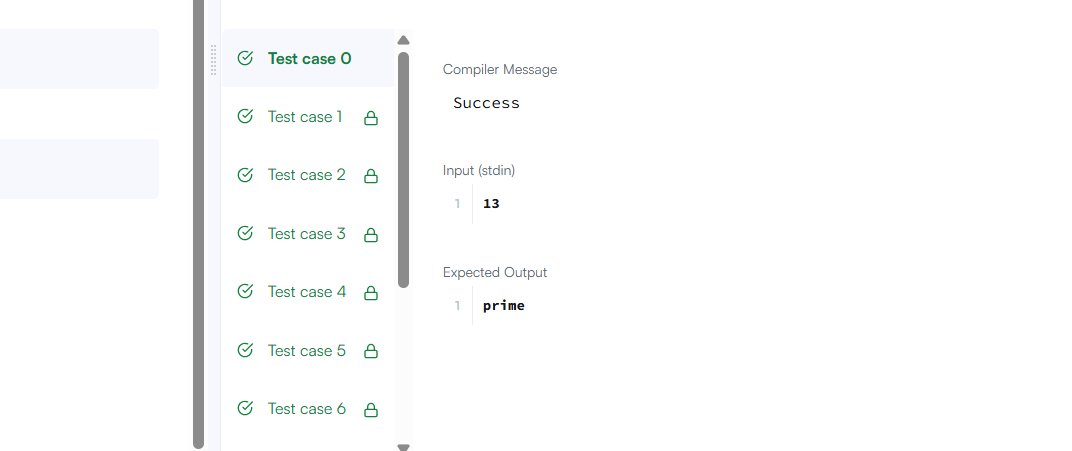 Test case 0
Test case 1
Test case 2
Test case 3
Test case 4
Test case 5
Test case 6
Compiler Message
Success
Input (stdin)
1 13
Expected Output
1 prime